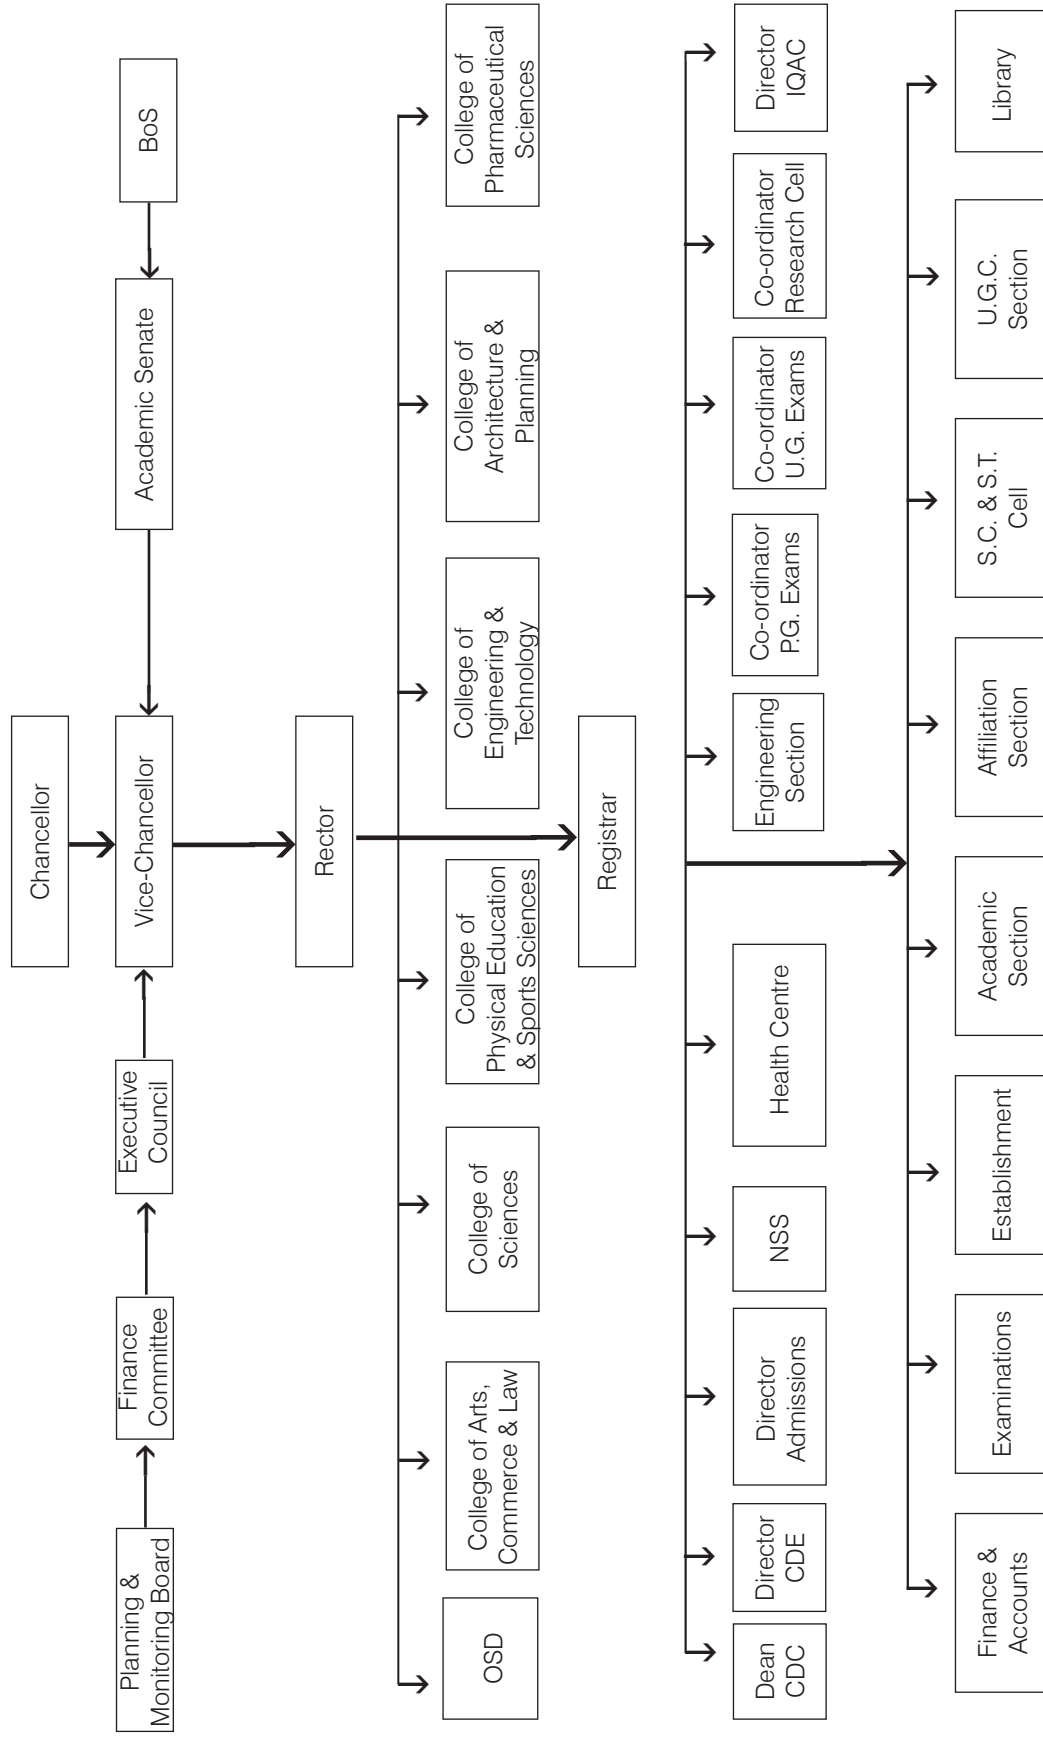 Chancellor
Planning &
Monitoring Board
Finance
Committee
Executive
Council
Vice-Chancellor
Academic Senate
BoS
Rector
OSD
College of Arts,
Commerce & Law
College of
Sciences
College of
Physical Education
& Sports Sciences
College of
Engineering &
Technology
College of
Architecture &
Planning
College of
Pharmaceutical
Sciences
Registrar
Dean
CDC
Director
CDE
Director
Admissions
NSS
Health Centre
Engineering
Section
Co-ordinator
P.G. Exams
Co-ordinator
U.G. Exams
Co-ordinator
Research Cell
Director
IQAC
Finance &
Accounts
Examinations
Establishment
Academic
Section
Affiliation
Section
S.C. & S.T.
Cell
U.G.C.
Section
Library